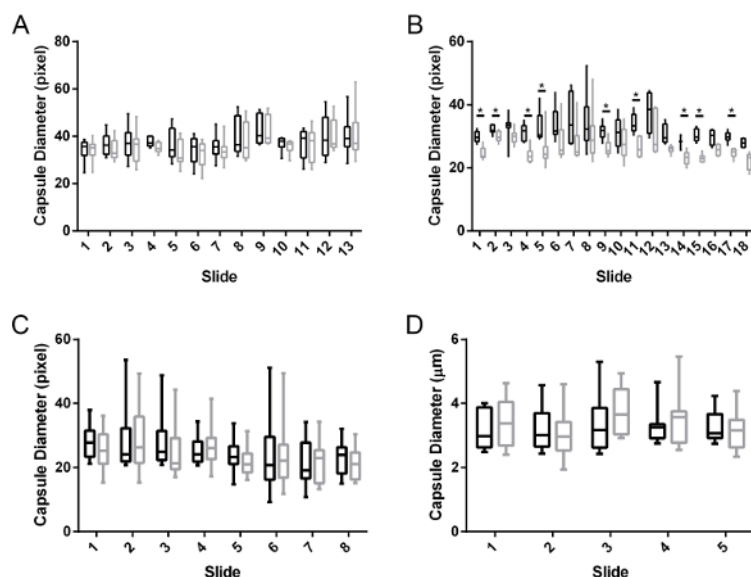 A
Capsule Diameter (pixel)
80
60
40
20
0
1 2 3 4 5 6 7 8 9 10 11 12 13
Slide
B
Capsule Diameter (pixel)
60
40
20
0
* * * * * * * * *
1 2 3 4 5 6 7 8 9 10 11 12 13 14 15 16 17 18
Slide
C
Capsule Diameter (pixel)
60
40
20
0
1 2 3 4 5 6 7 8
Slide
D
Capsule Diameter (μm)
6
4
2
0
1 2 3 4 5
Slide